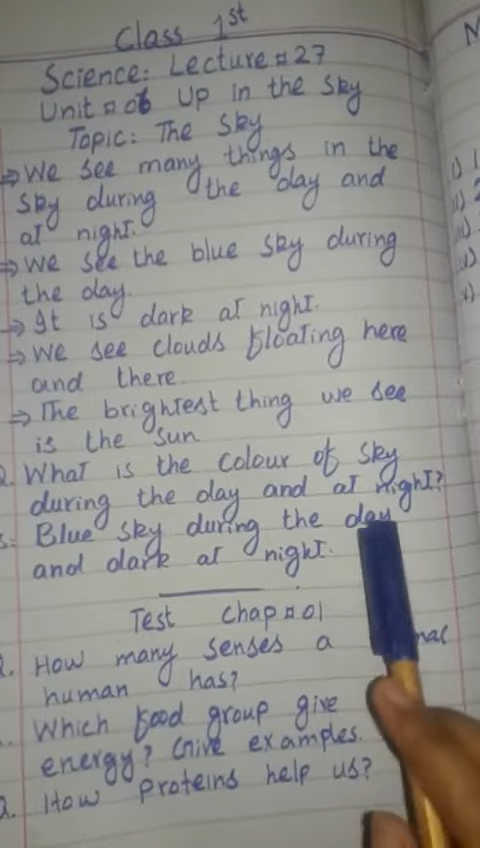 Class 1st
Science: Lecture # 27
Unit # 06 Up in the Sky
Topic: The Sky
⇒ We see many things in the
Sky during the day and
at night.
⇒ We see the blue sky during
the day.
⇒ It is dark at night.
⇒ We see clouds floating here
and there.
⇒ The brightest thing we see
is the sun
Q. What is the colour of sky
during the day and at night?
s: Blue sky during the day
and dark at night.
Test Chap # 01
Q. How many senses a
human has?
Which food group give
energy? Give examples.
Q. How Proteins help us?